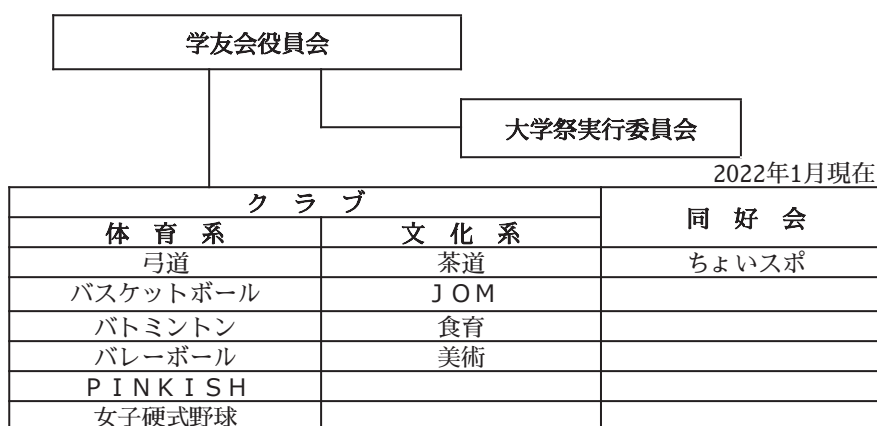 学友会役員会
大学祭実行委員会
2022年1月現在
クラブ
同好会
体育系 文化系
弓道 茶道 ちょいスポ
バスケットボール JOM
バトミントン 食育
バレーボール 美術
PINKISH
女子硬式野球